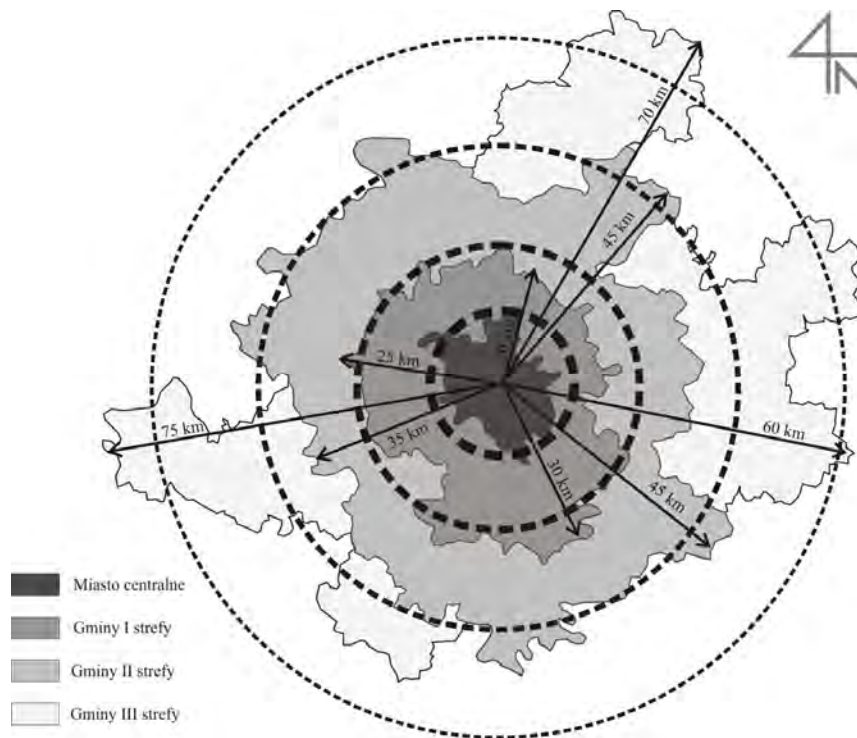 N
70 km
45 km
25 km
75 km
35 km
30 km
60 km
45 km
Miasto centralne
Gminy I strefy
Gminy II strefy
Gminy III strefy